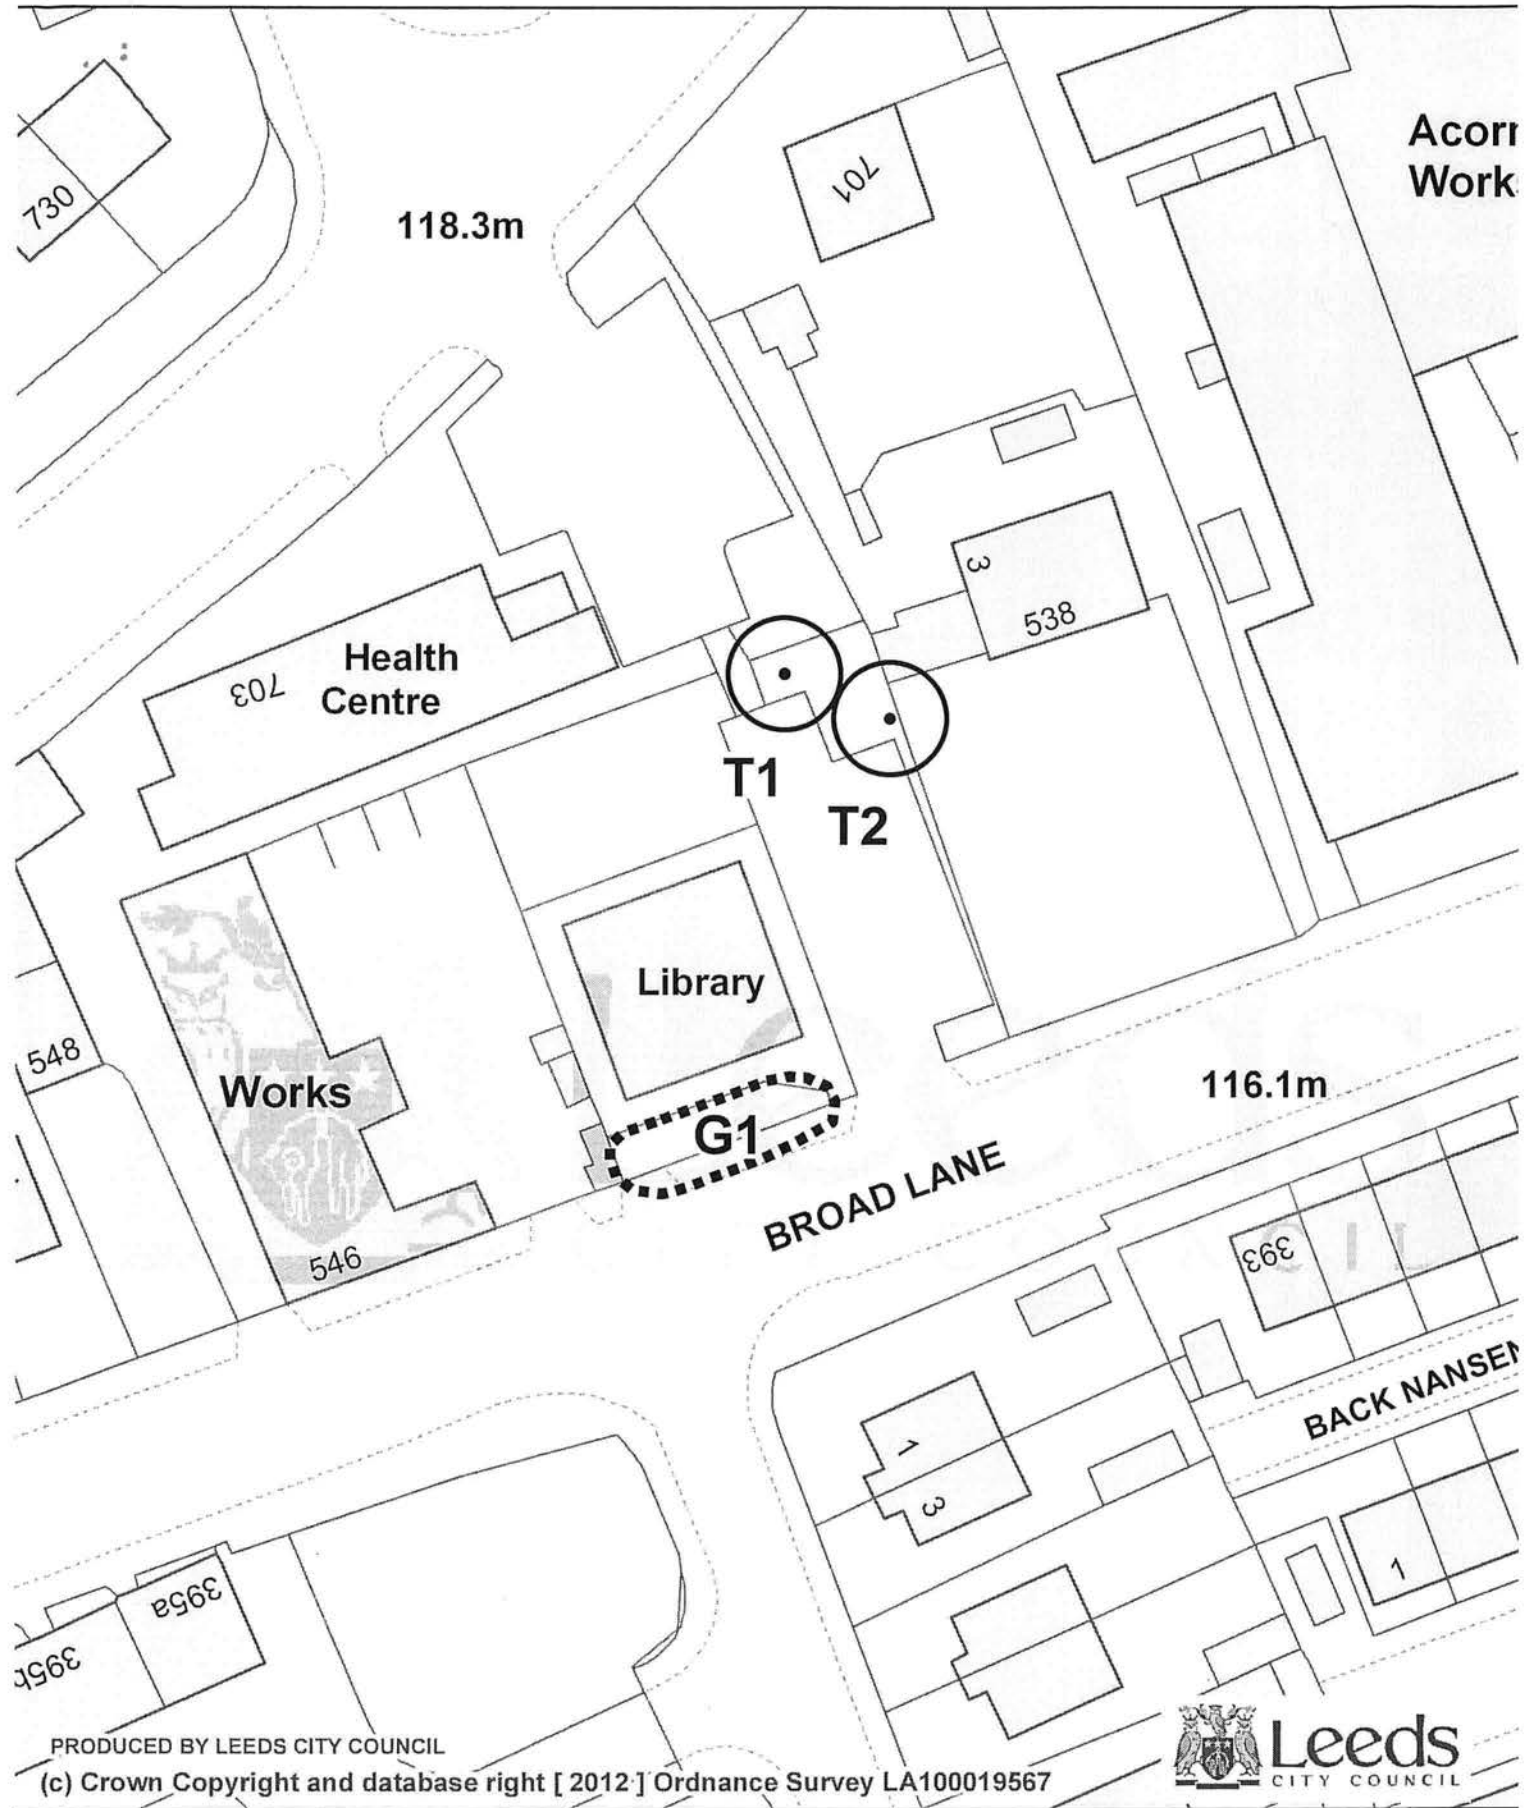 Acorn
Work
701
730
118.3m
3
538
Health
Centre
703
T1
T2
Library
548
Works
116.1m
G1
BROAD LANE
546
393
BACK NANSEN
1
3
1
395a
395b
PRODUCED BY LEEDS CITY COUNCIL
(c) Crown Copyright and database right [ 2012 ] Ordnance Survey LA100019567
Leeds
CITY COUNCIL